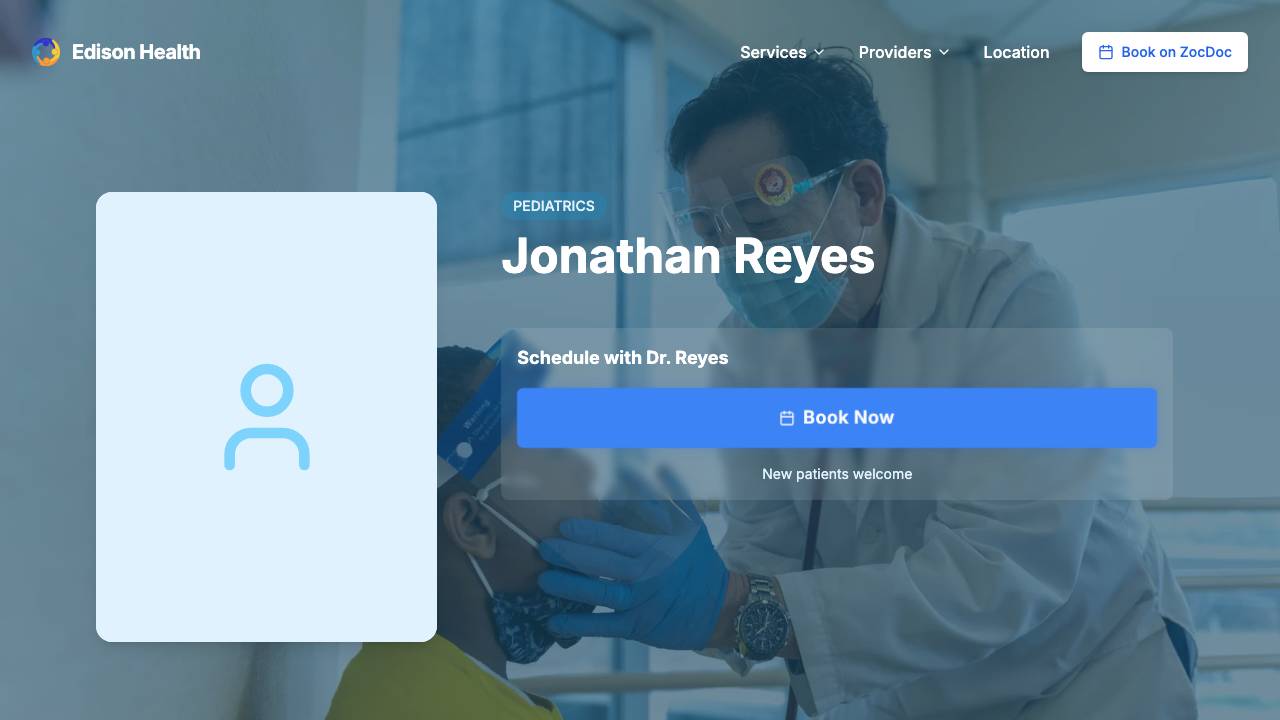 Edison Health
Services
Providers
Location
Book on ZocDoc
PEDIATRICS
Jonathan Reyes
Schedule with Dr. Reyes
Book Now
New patients welcome